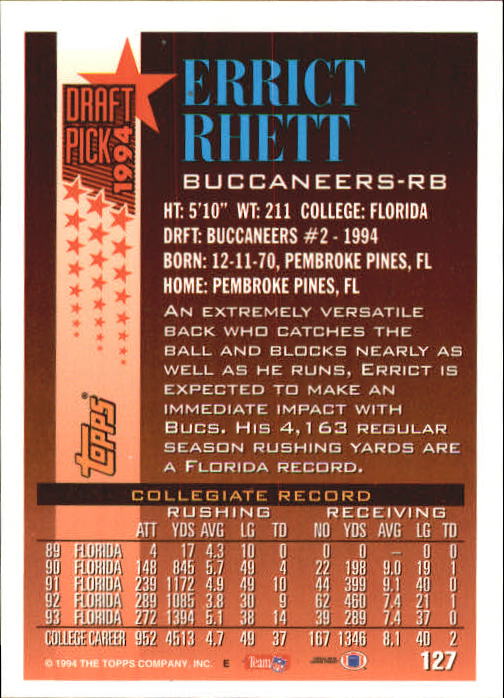 DRAFT
PICK
1994
ERRICT
RHETT
BUCCANEERS-RB
HT: 5'10" WT: 211 COLLEGE: FLORIDA
DRFT: BUCCANEERS #2 - 1994
BORN: 12-11-70, PEMBROKE PINES, FL
HOME: PEMBROKE PINES, FL
AN EXTREMELY VERSATILE
BACK WHO CATCHES THE
BALL AND BLOCKS NEARLY AS
WELL AS HE RUNS, ERRICT IS
EXPECTED TO MAKE AN
IMMEDIATE IMPACT WITH
BUCS. HIS 4,163 REGULAR
SEASON RUSHING YARDS ARE
A FLORIDA RECORD.
TOPPS®
COLLEGIATE RECORD
RUSHING RECEIVING
ATT YDS AVG LG TD NO YDS AVG LG TD
89 FLORIDA 4 17 4.3 10 0 0 0 – 0 0
90 FLORIDA 148 845 5.7 49 4 22 198 9.0 19 1
91 FLORIDA 239 1172 4.9 49 10 44 399 9.1 40 0
92 FLORIDA 289 1085 3.8 30 9 62 460 7.4 21 1
93 FLORIDA 272 1394 5.1 38 14 39 289 7.4 37 0
COLLEGE CAREER 952 4513 4.7 49 37 167 1346 8.1 40 2
© 1994 THE TOPPS COMPANY, INC. E Team 127